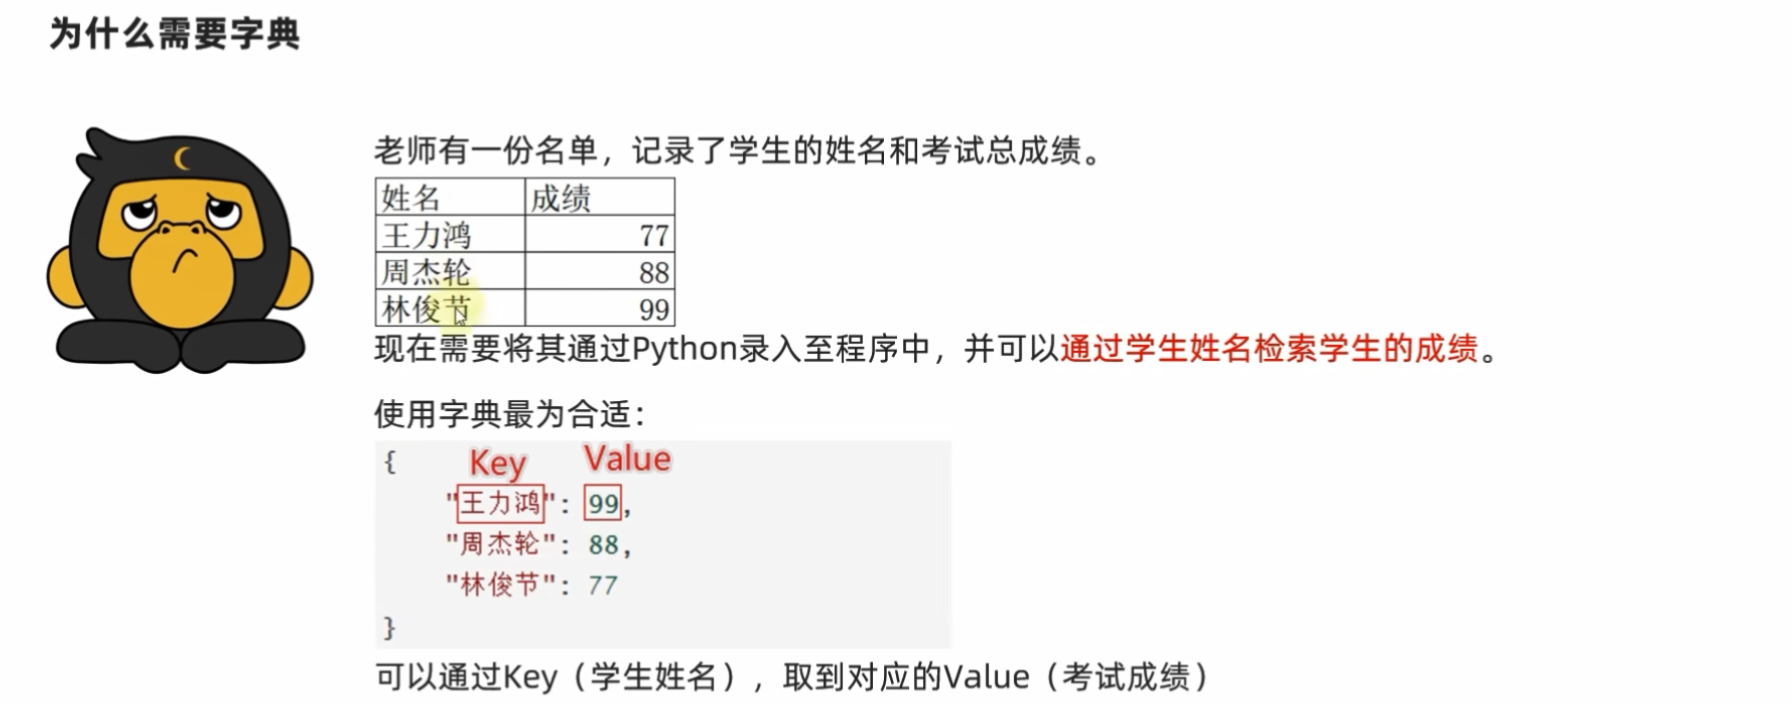 为什么需要字典
老师有一份名单，记录了学生的姓名和考试总成绩。
姓名 成绩
王力鸿 77
周杰轮 88
林俊节 99
现在需要将其通过Python录入至程序中，并可以通过学生姓名检索学生的成绩。
使用字典最为合适：
{ Key Value
"王力鸿": 99,
"周杰轮": 88,
"林俊节": 77
}
可以通过Key（学生姓名），取到对应的Value（考试成绩）